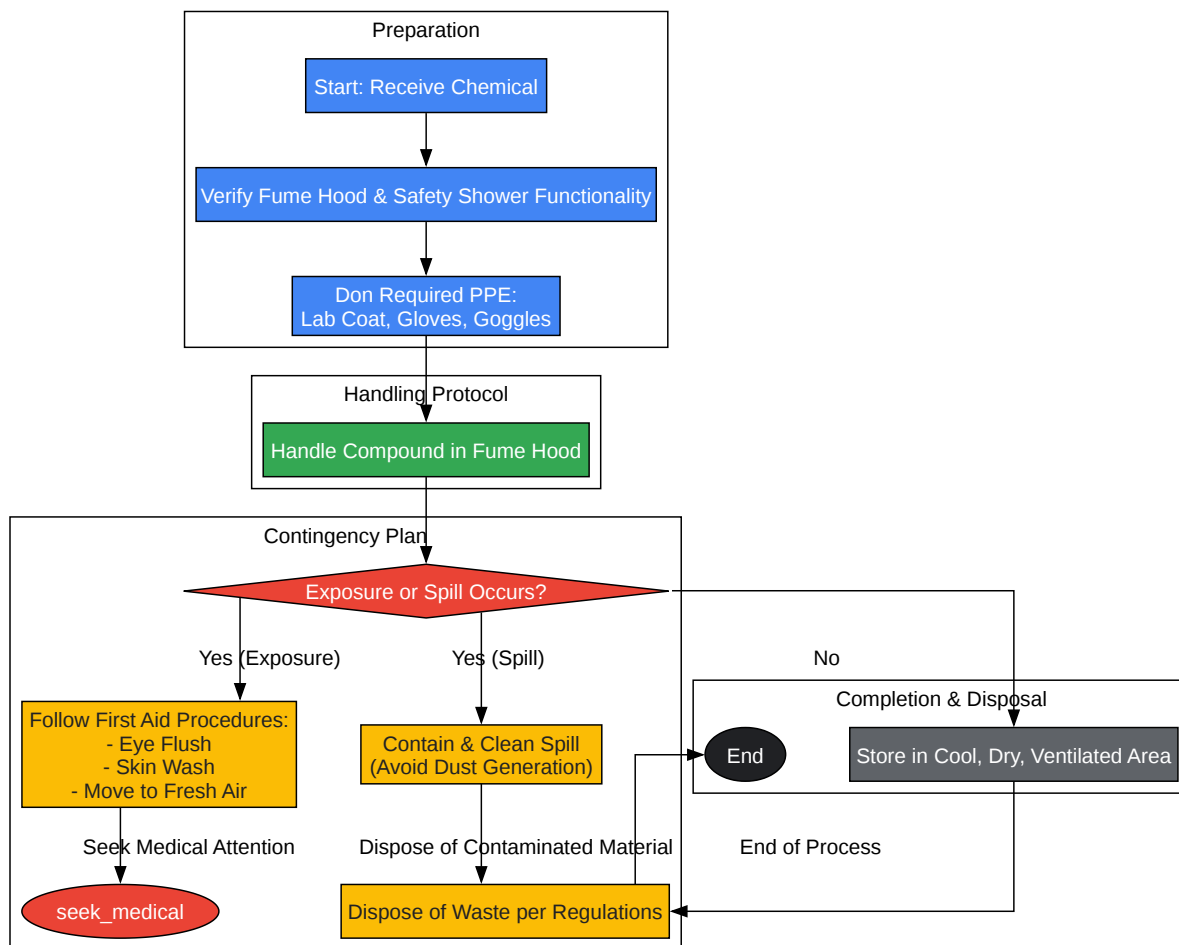 Preparation
Start: Receive Chemical
Verify Fume Hood & Safety Shower Functionality
Don Required PPE:
Lab Coat, Gloves, Goggles
Handling Protocol
Handle Compound in Fume Hood
Contingency Plan
Exposure or Spill Occurs?
Yes (Exposure)
Yes (Spill)
No
Follow First Aid Procedures:
- Eye Flush
- Skin Wash
- Move to Fresh Air
Contain & Clean Spill
(Avoid Dust Generation)
Completion & Disposal
End
Store in Cool, Dry, Ventilated Area
Seek Medical Attention
Dispose of Contaminated Material
End of Process
seek_medical
Dispose of Waste per Regulations